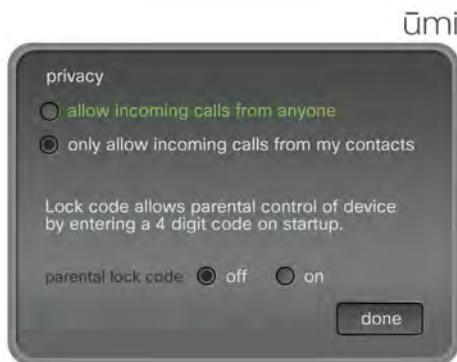 ūmi
privacy
allow incoming calls from anyone
only allow incoming calls from my contacts
Lock code allows parental control of device
by entering a 4 digit code on startup.
parental lock code off on
done